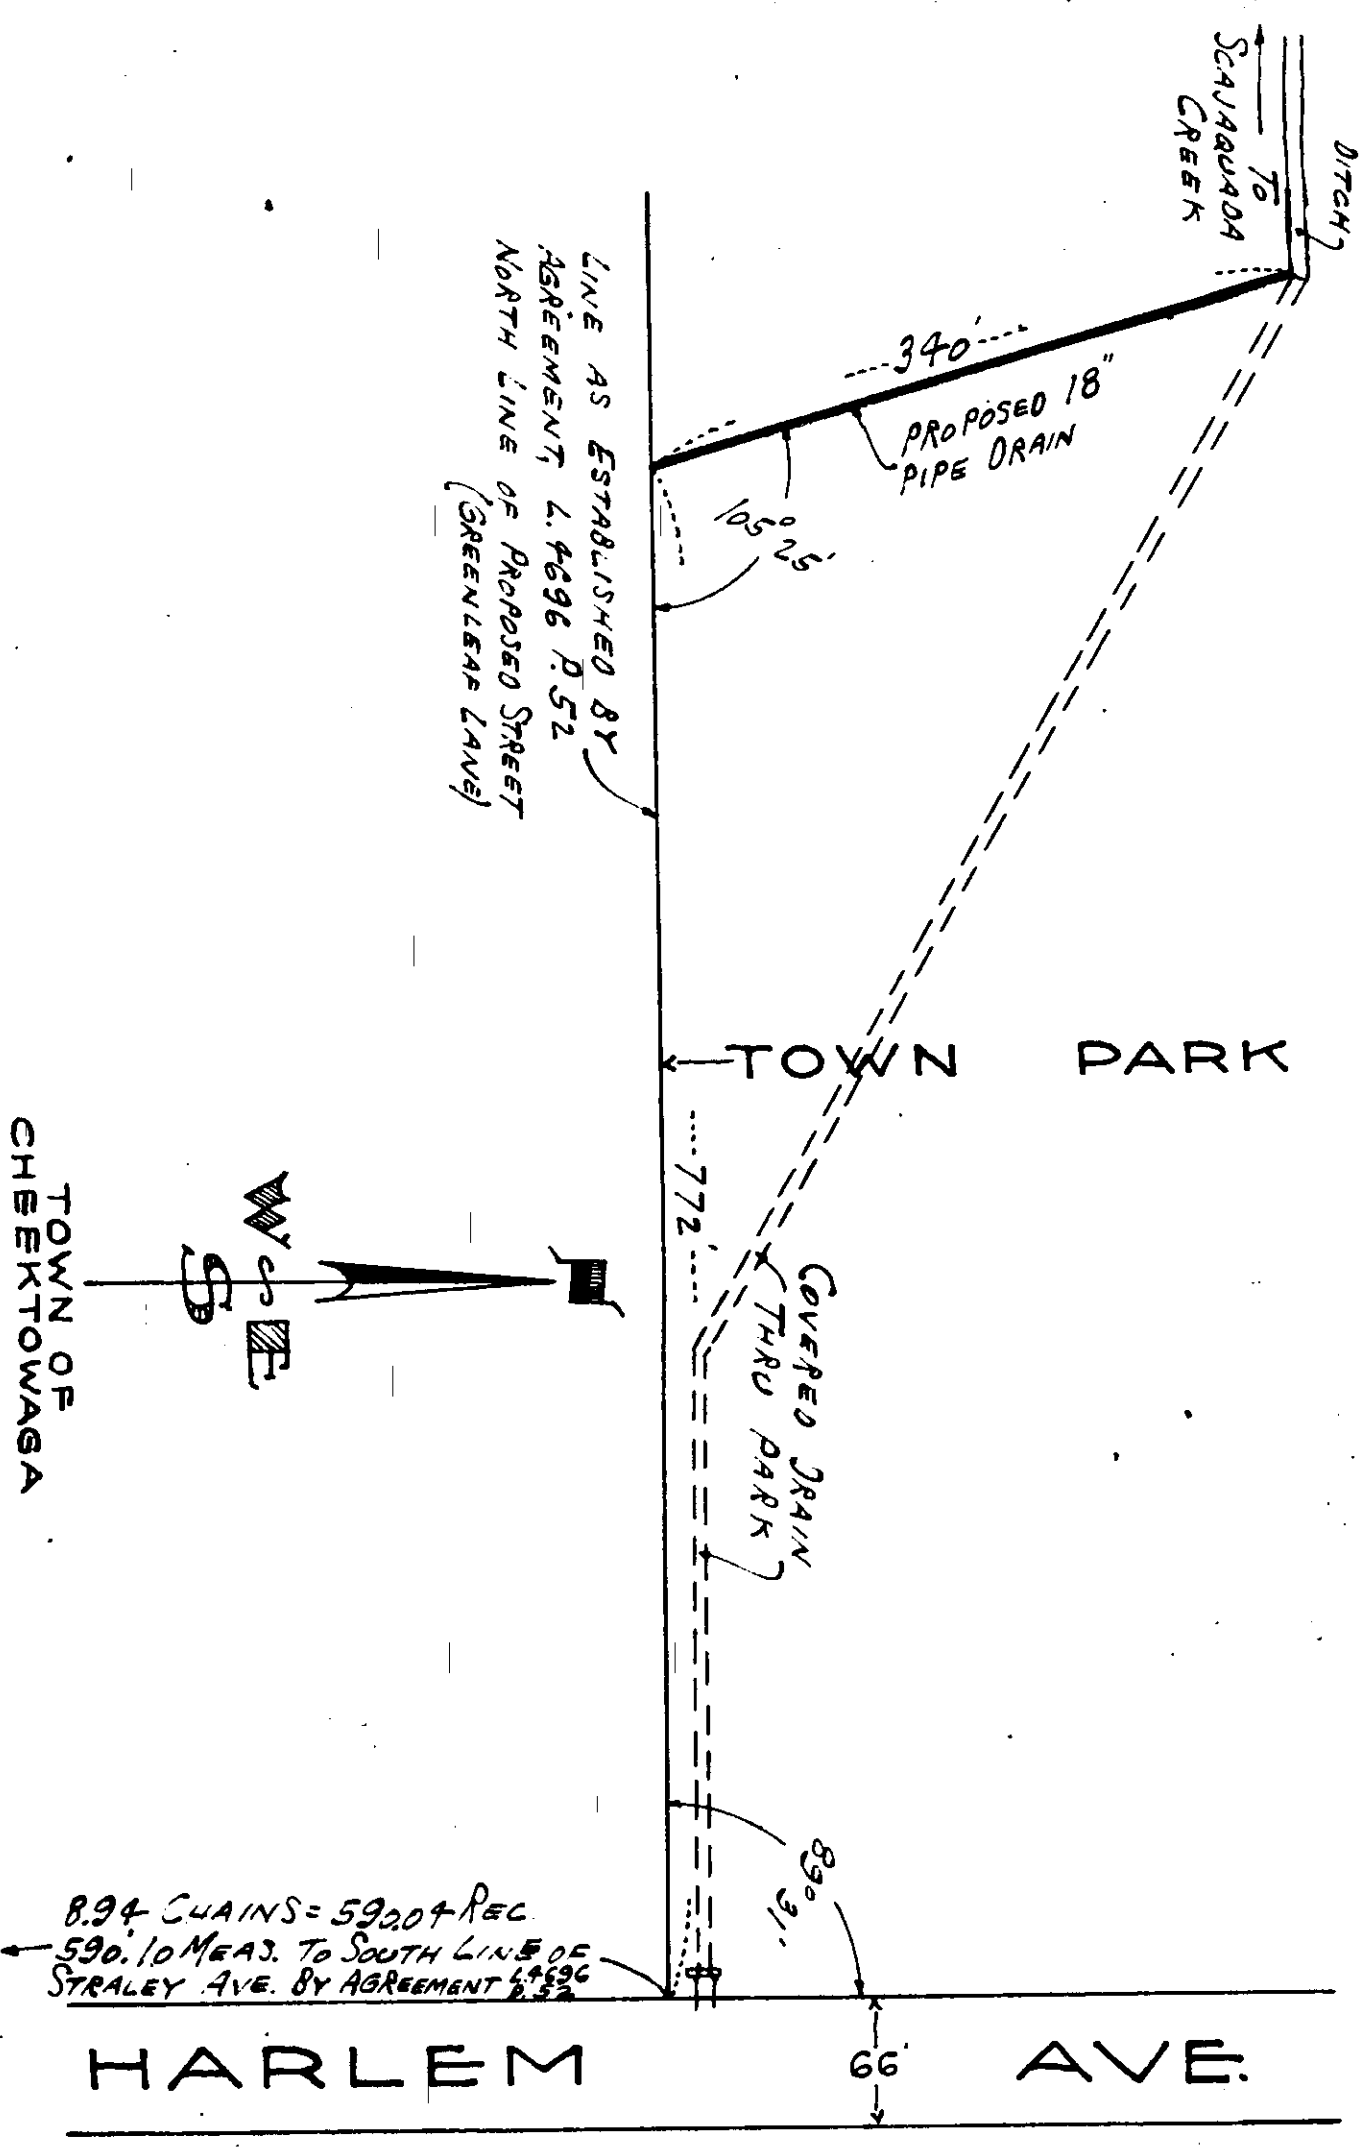 DITCH
TO
SCAJAQUADA
CREEK
340'
PROPOSED 18"
PIPE DRAIN
105° 25'
LINE AS ESTABLISHED BY
AGREEMENT, L.4696 P.52
NORTH LINE OF PROPOSED STREET
(GREENLEAF LANE)
TOWN PARK
772'
COVERED DRAIN
THRU PARK
N
W
S
E
TOWN OF
CHEEKTOWAGA
89° 31'
8.94 CHAINS = 590.04 REC.
590.10 MEAS. TO SOUTH LINE OF
STRALEY AVE. BY AGREEMENT L.4696 P.52
66'
HARLEM AVE.